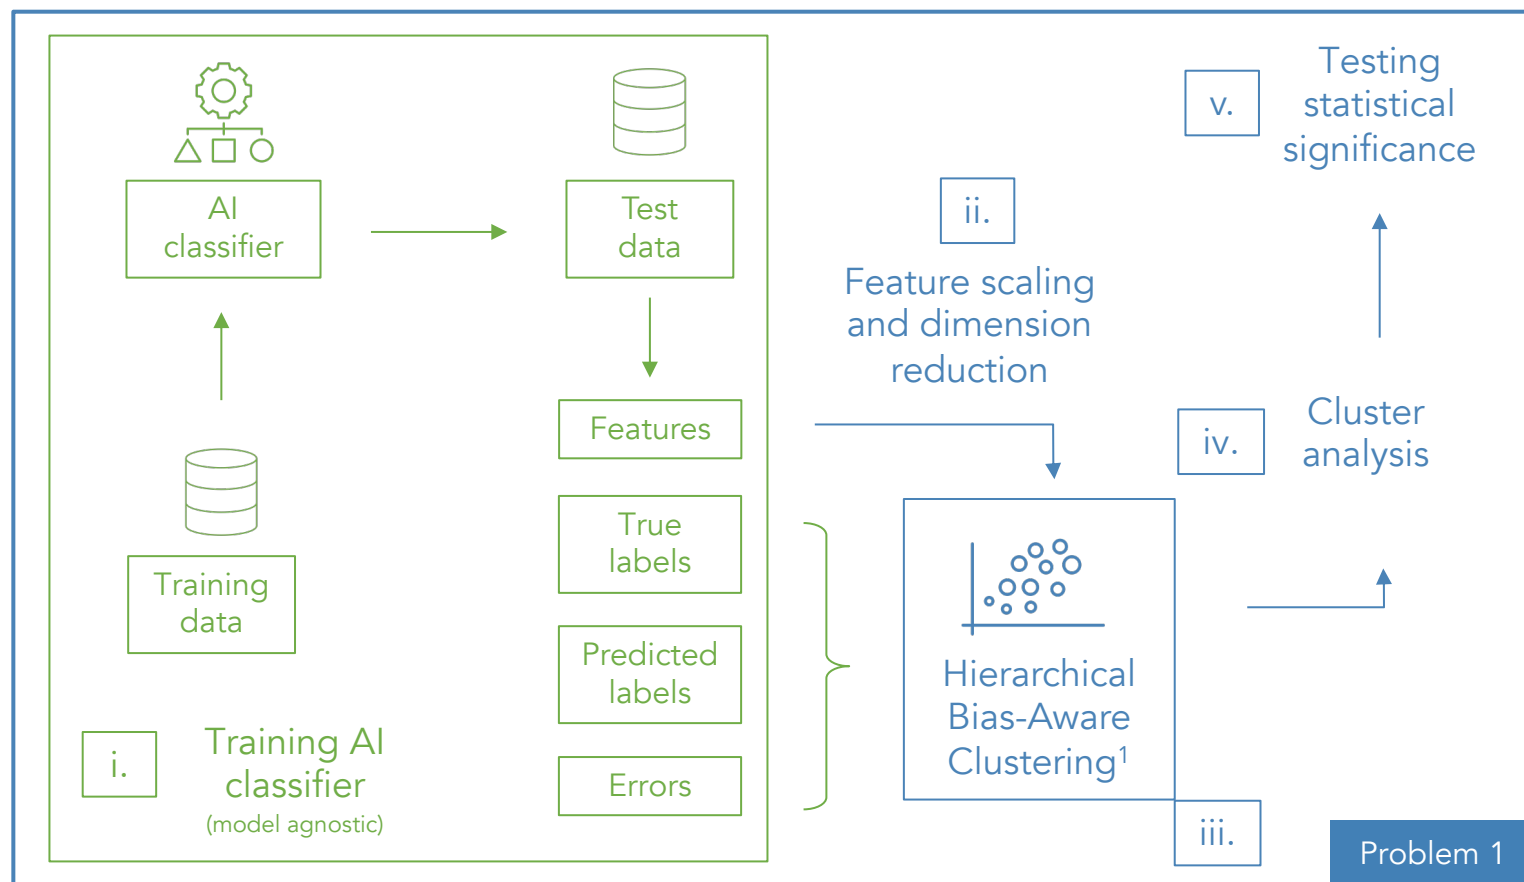 AI
classifier
Test
data
Features
True
labels
Predicted
labels
Errors
Training
data
i.
Training AI
classifier
(model agnostic)
ii.
Feature scaling
and dimension
reduction
Hierarchical
Bias-Aware
Clustering¹
iii.
iv.
Cluster
analysis
v.
Testing
statistical
significance
Problem 1